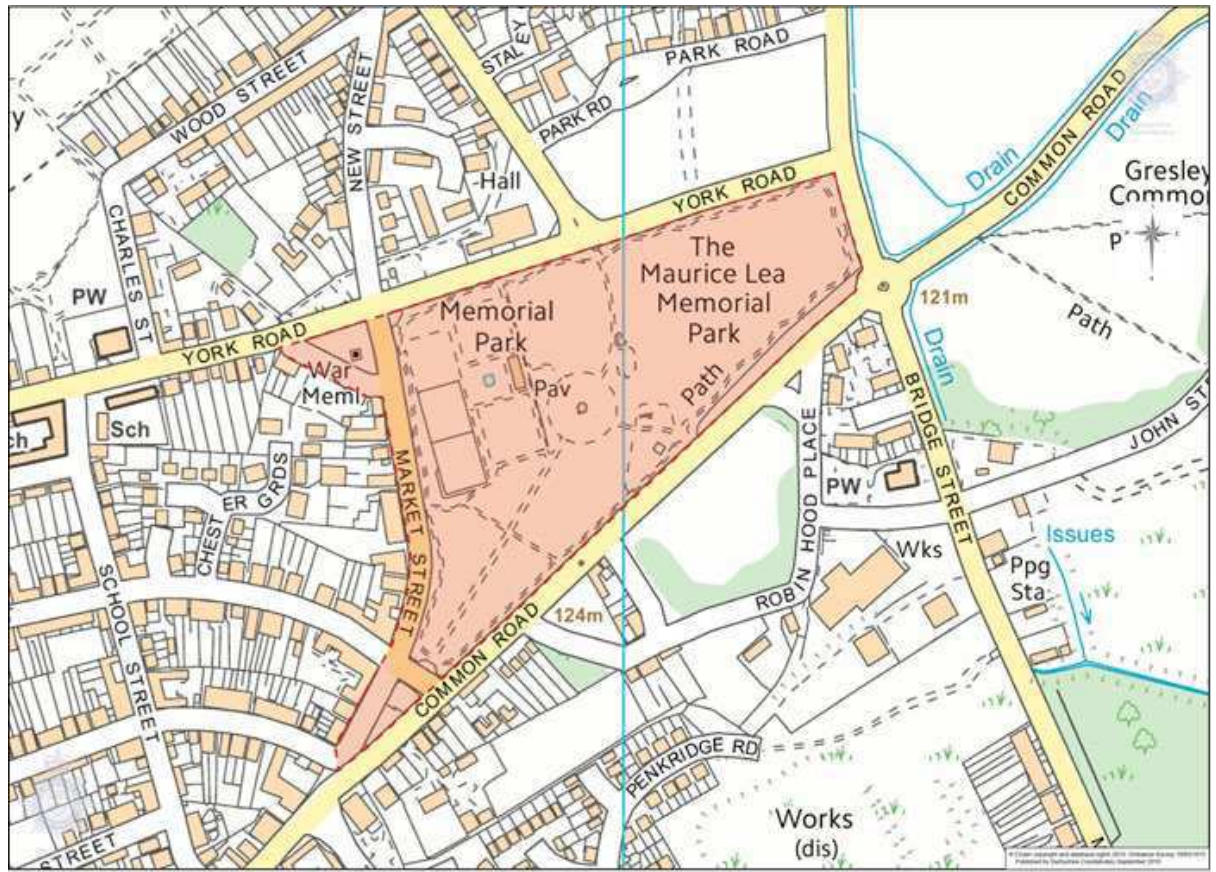 STALEY
PARK ROAD
WOOD STREET
NEW STREET
PARK RD
Drain
COMMON ROAD
Drain
Gresley
Common
Hall
YORK ROAD
CHARLES ST
PW
The
Maurice Lea
Memorial
Park
P
121m
Memorial
Park
YORK ROAD
Path
War
Meml.
Pav
Path
Drain
Sch
BRIDGE STREET
JOHN ST
CHEST ER GRDS
MARKET STREET
ROBIN HOOD PLACE
PW
Issues
Wks
Ppg
Sta
SCHOOL STREET
124m
COMMON ROAD
PENKRIDGE RD
Works
(dis)
STREET